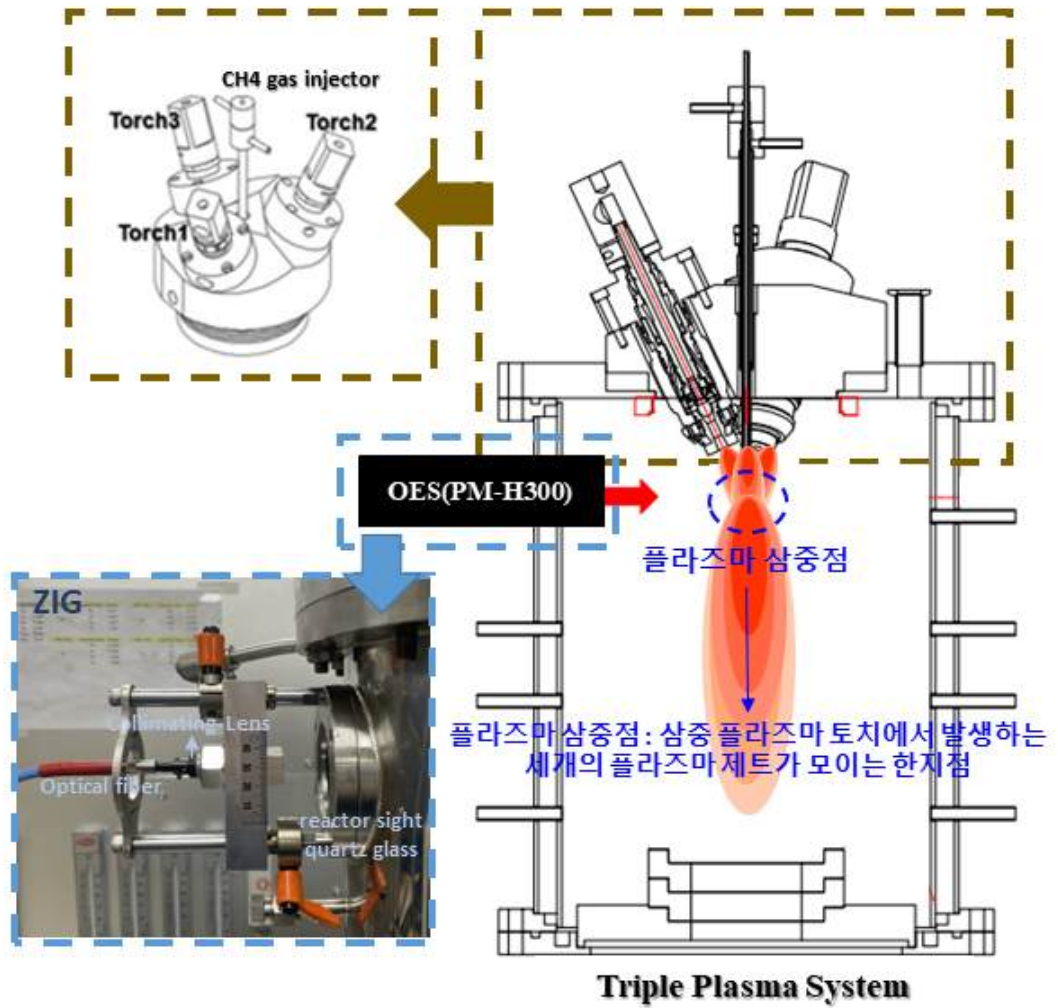 CH4 gas injector
Torch3
Torch2
Torch1
OES(PM-H300)
플라즈마 삼중점
ZIG
Collimating Lens
Optical fiber
reactor sight
quartz glass
플라즈마 삼중점 : 삼중 플라즈마 토치에서 발생하는
세개의 플라즈마 제트가 모이는 한지점
Triple Plasma System